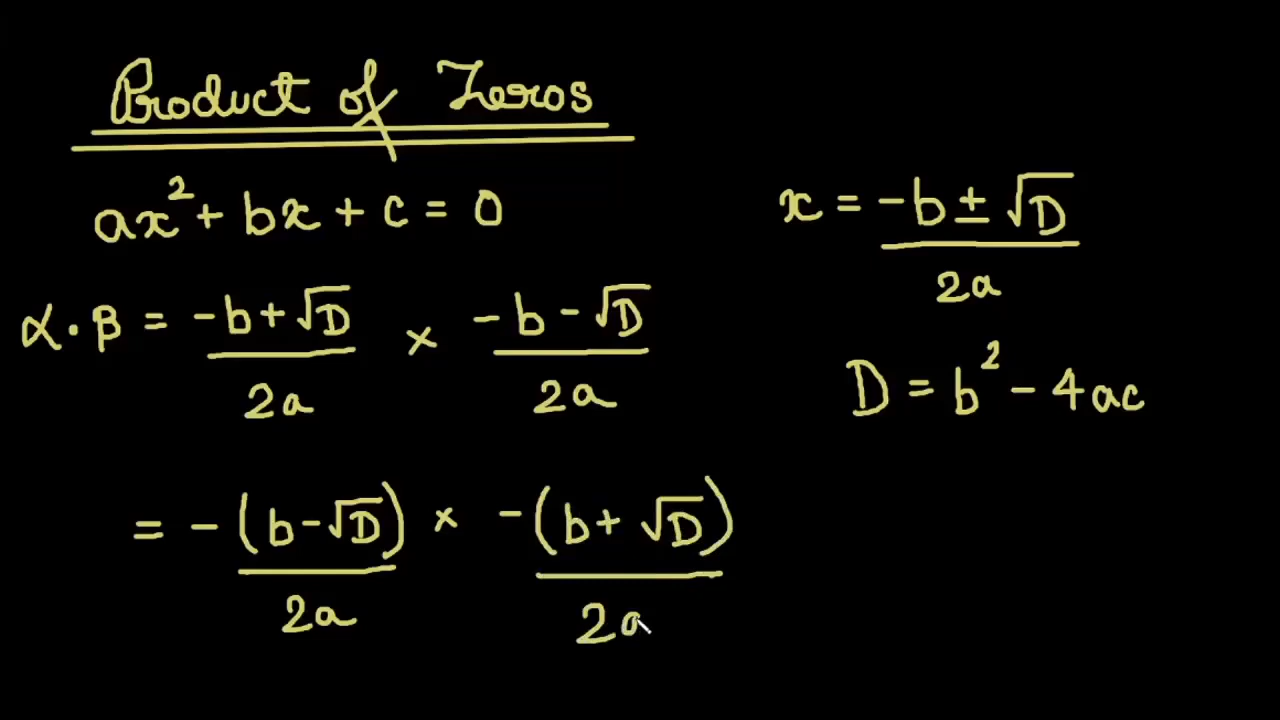 Product of Zeros
ax² + bx + c = 0
x = (-b ± √D) / 2a
α · β = (-b + √D) / 2a × (-b - √D) / 2a
D = b² - 4ac
= -(b - √D) / 2a × -(b + √D) / 2a